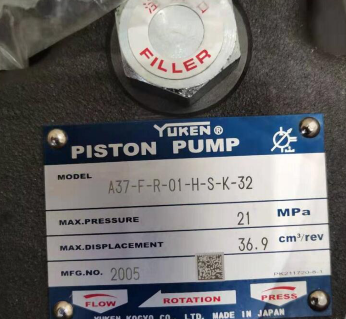 FILLER
YUKEN®
PISTON PUMP
MODEL A37-F-R-01-H-S-K-32
MAX.PRESSURE 21 MPa
MAX.DISPLACEMENT 36.9 cm³/rev
MFG.NO. 2005
FLOW ROTATION PRESS.
YUKEN KOGYO CO., LTD. MADE IN JAPAN